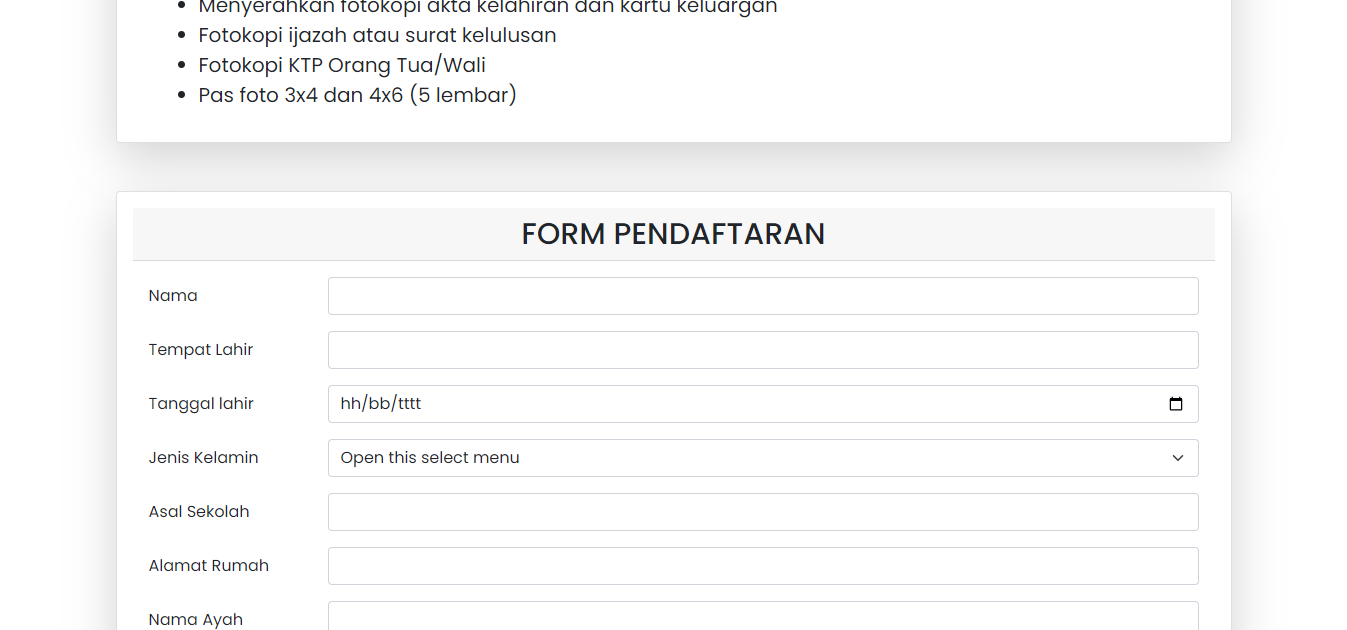 Menyerahkan fotokopi akta kelahiran dan kartu keluargan
Fotokopi ijazah atau surat kelulusan
Fotokopi KTP Orang Tua/Wali
Pas foto 3x4 dan 4x6 (5 lembar)
FORM PENDAFTARAN
Nama
Tempat Lahir
Tanggal lahir hh/bb/tttt
Jenis Kelamin Open this select menu
Asal Sekolah
Alamat Rumah
Nama Ayah